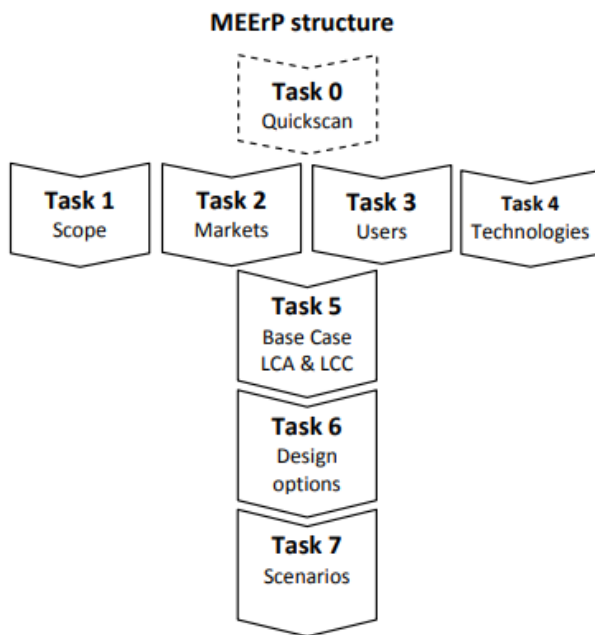 MEErP structure
Task 0
Quickscan
Task 1
Scope
Task 2
Markets
Task 3
Users
Task 4
Technologies
Task 5
Base Case
LCA & LCC
Task 6
Design
options
Task 7
Scenarios